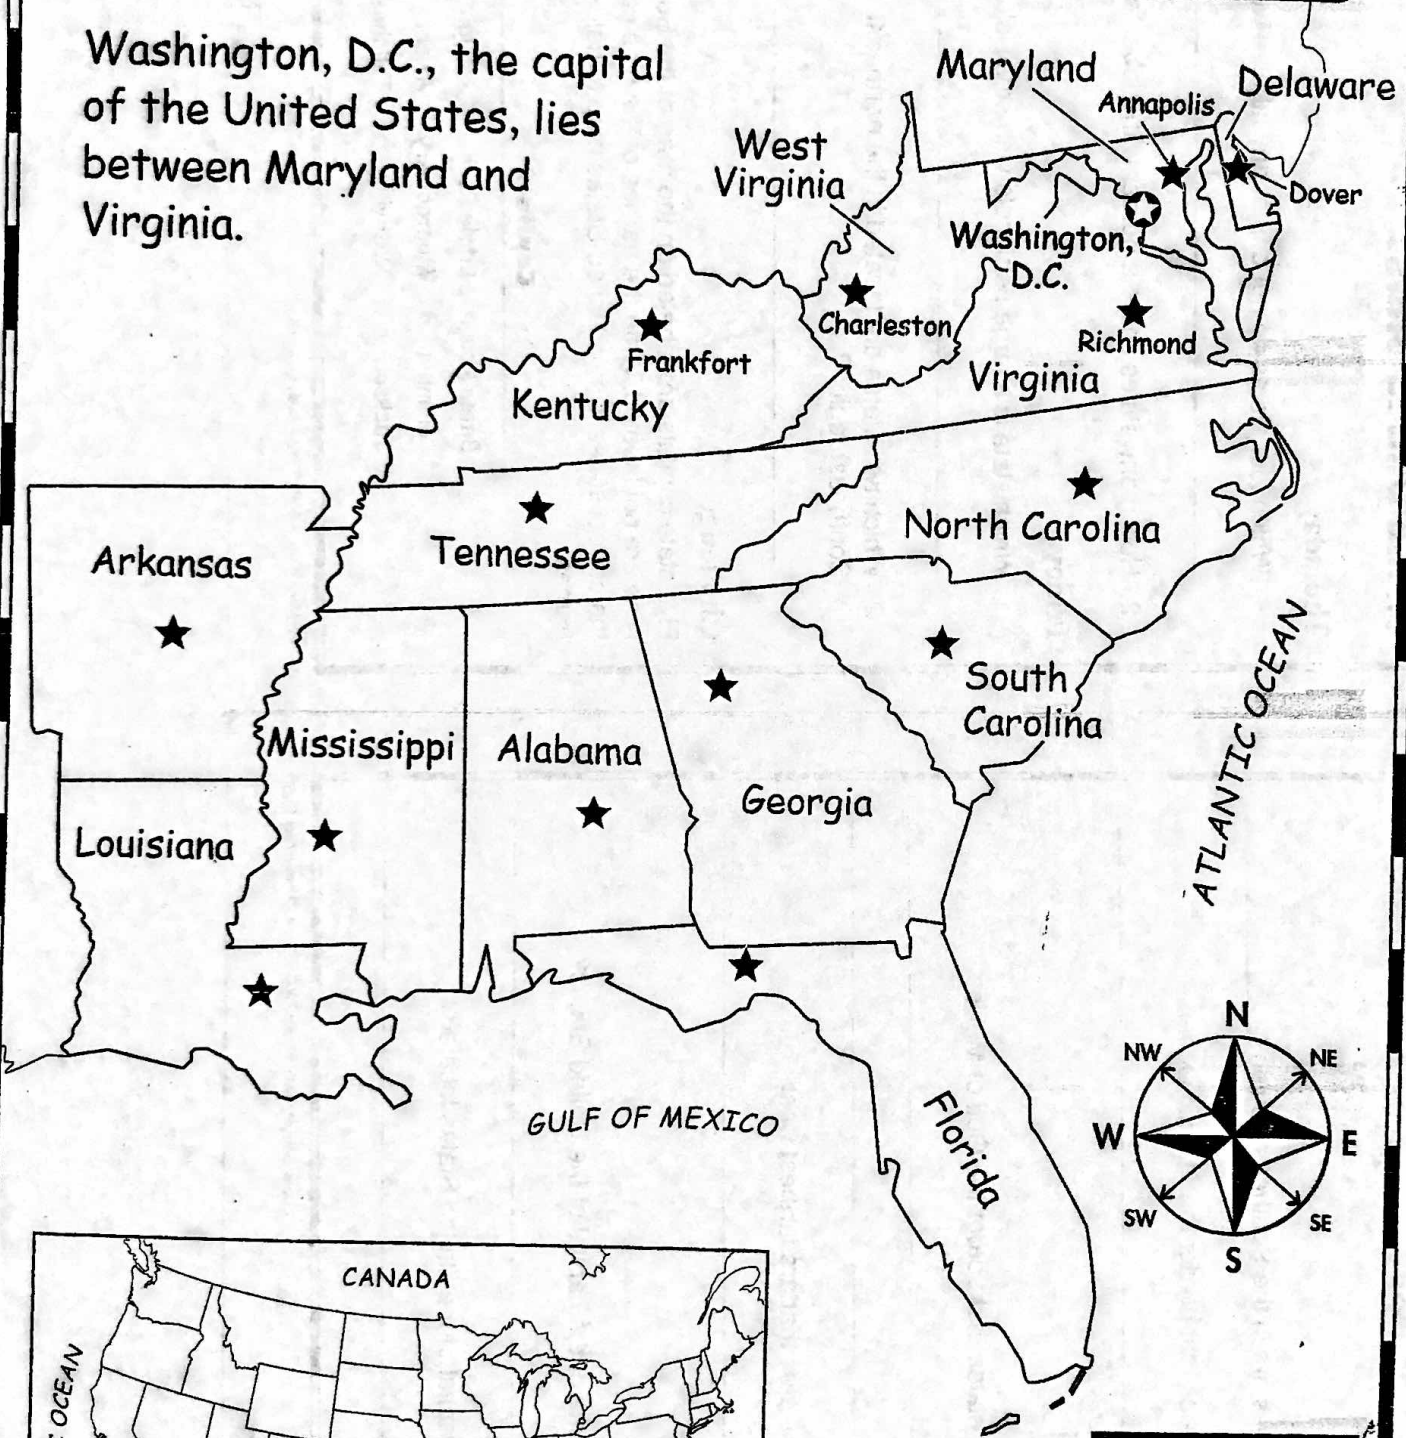 Washington, D.C., the capital
of the United States, lies
between Maryland and
Virginia.
Maryland
Delaware
Annapolis
West
Virginia
Dover
Washington,
D.C.
Charleston
Richmond
Frankfort
Virginia
Kentucky
North Carolina
Tennessee
Arkansas
South
Carolina
ATLANTIC OCEAN
Mississippi
Alabama
Georgia
Louisiana
N
NW
NE
GULF OF MEXICO
Florida
W
E
SW
SE
S
CANADA
OCEAN